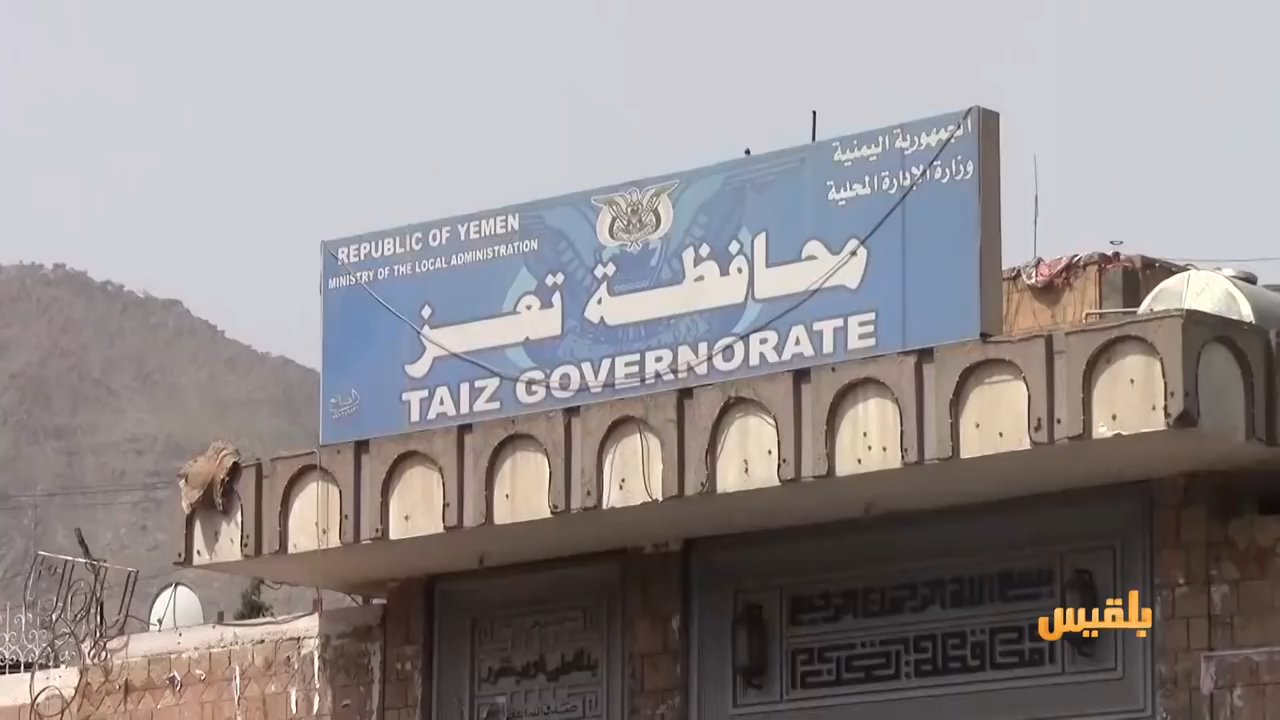 الجمهورية اليمنية
وزارة الإدارة المحلية
REPUBLIC OF YEMEN
MINISTRY OF THE LOCAL ADMINISTRATION
محافظة تعز
TAIZ GOVERNORATE
بسم الله الرحمن الرحيم
بلقيس